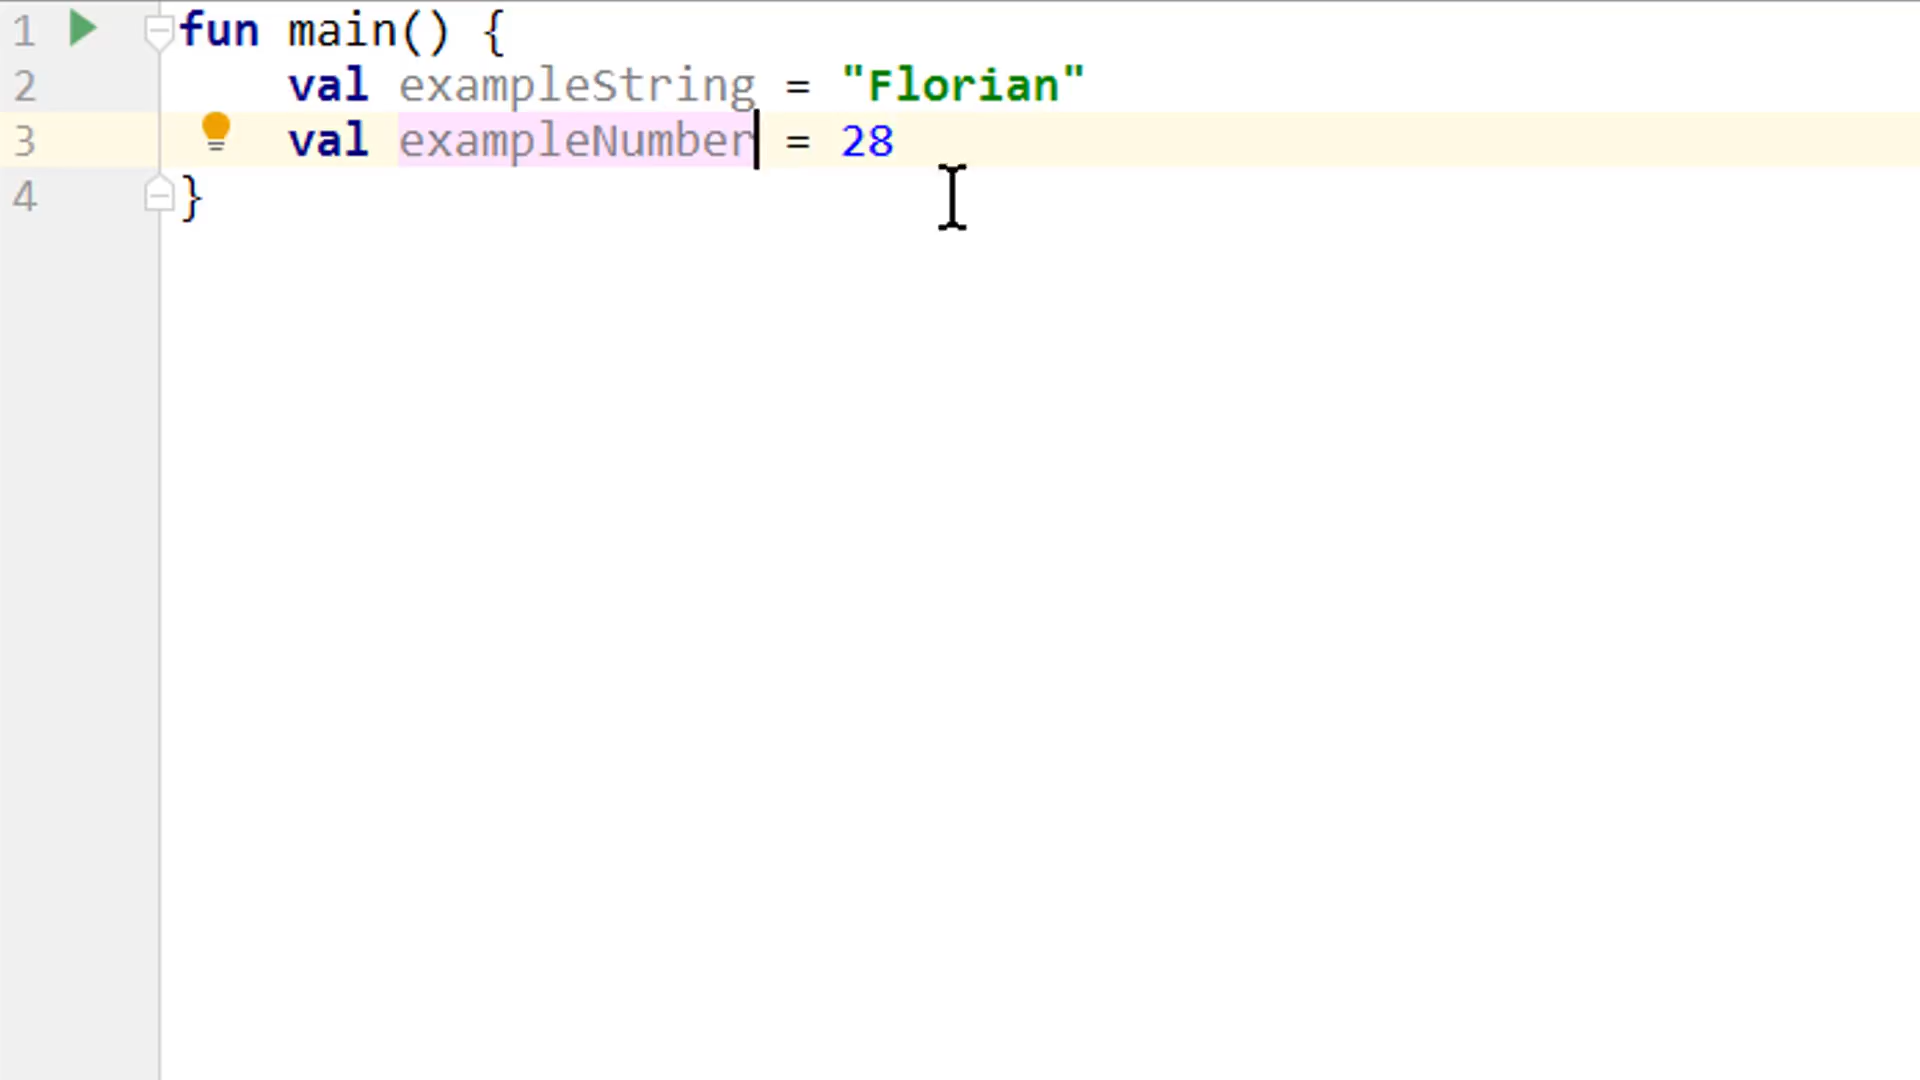 1 fun main() {
2     val exampleString = "Florian"
3     val exampleNumber = 28
4 }